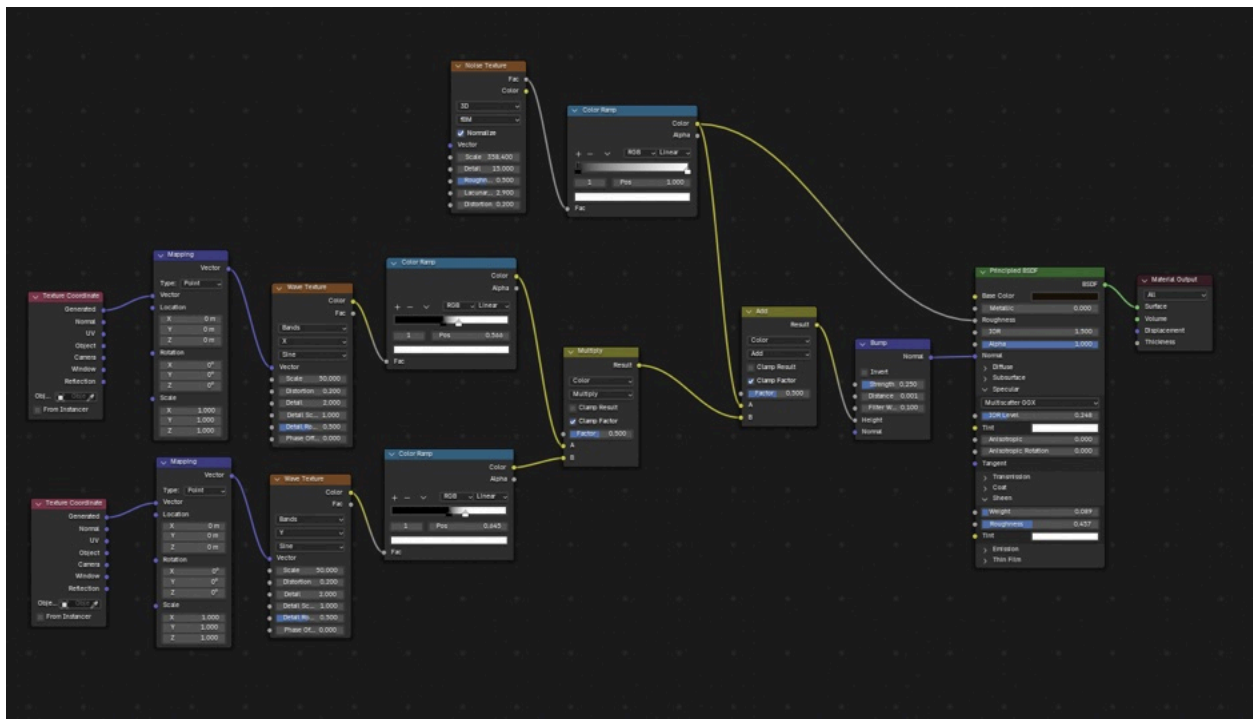 Noise Texture
Fac
Color
3D
fBM
Normalize
Vector
Scale 358.400
Detail 15.000
Roughn... 0.500
Lacunar... 2.900
Distortion 0.200
Color Ramp
Color
Alpha
+ −
RGB Linear
1 Pos 1.000
Fac
Texture Coordinate
Generated
Normal
UV
Object
Camera
Window
Reflection
Obj...
From Instancer
Mapping
Vector
Type: Point
Vector
Location
X 0 m
Y 0 m
Z 0 m
Rotation
X 0°
Y 0°
Z 0°
Scale
X 1.000
Y 1.000
Z 1.000
Wave Texture
Color
Fac
Bands
X
Sine
Vector
Scale 50.000
Distortion 0.200
Detail 2.000
Detail Sc... 1.000
Detail Ro... 0.500
Phase Off... 0.000
Color Ramp
Color
Alpha
+ −
RGB Linear
1 Pos 0.566
Fac
Texture Coordinate
Generated
Normal
UV
Object
Camera
Window
Reflection
Obje...
From Instancer
Mapping
Vector
Type: Point
Vector
Location
X 0 m
Y 0 m
Z 0 m
Rotation
X 0°
Y 0°
Z 0°
Scale
X 1.000
Y 1.000
Z 1.000
Wave Texture
Color
Fac
Bands
Y
Sine
Vector
Scale 50.000
Distortion 0.200
Detail 2.000
Detail Sc... 1.000
Detail Ro... 0.500
Phase Of... 0.000
Color Ramp
Color
Alpha
+ −
RGB Linear
1 Pos 0.645
Fac
Multiply
Result
Color
Multiply
Clamp Result
Clamp Factor
Factor 0.500
A
B
Add
Result
Color
Add
Clamp Result
Clamp Factor
Factor 0.500
A
B
Bump
Normal
Invert
Strength 0.250
Distance 0.001
Filter W... 0.100
Height
Normal
Principled BSDF
BSDF
Base Color
Metallic 0.000
Roughness
IOR 1.500
Alpha 1.000
Normal
Diffuse
Subsurface
Specular
Multiscatter GGX
IOR Level 0.248
Tint
Anisotropic 0.000
Anisotropic Rotation 0.000
Tangent
Transmission
Coat
Sheen
Weight 0.089
Roughness 0.457
Tint
Emission
Thin Film
Material Output
All
Surface
Volume
Displacement
Thickness